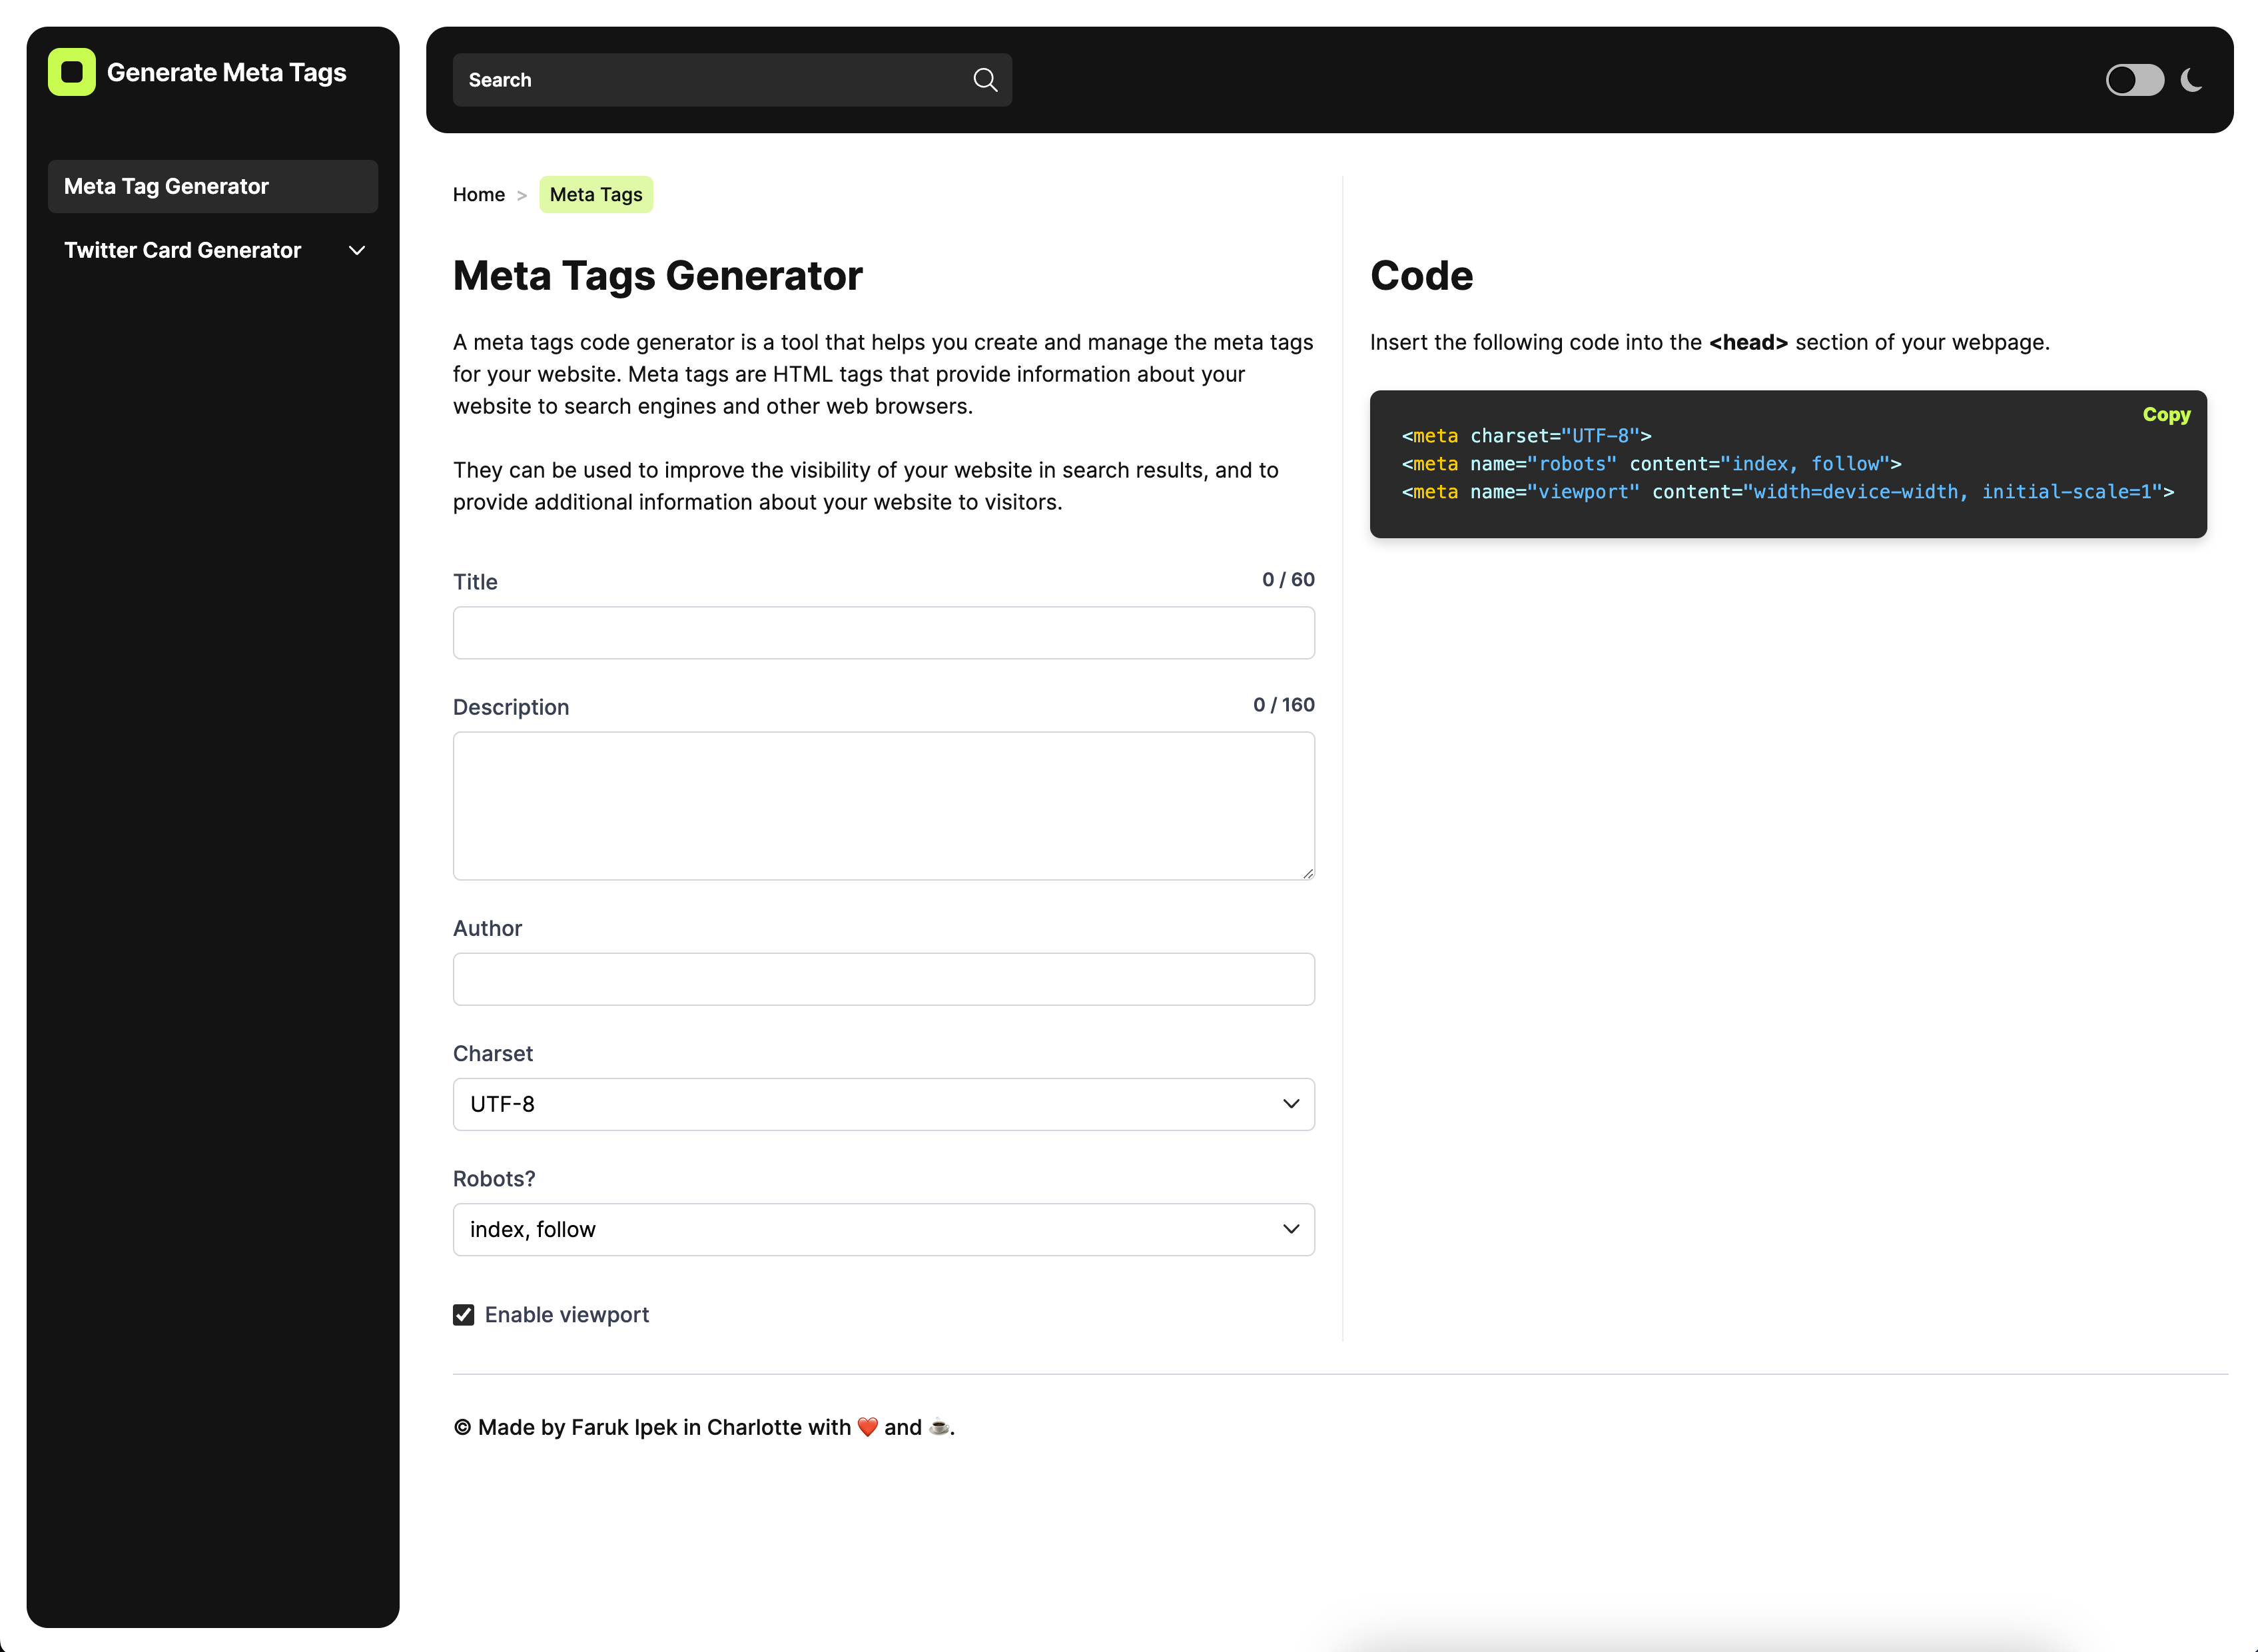 Generate Meta Tags
Meta Tag Generator
Twitter Card Generator
Search
Home > Meta Tags
Meta Tags Generator
A meta tags code generator is a tool that helps you create and manage the meta tags
for your website. Meta tags are HTML tags that provide information about your
website to search engines and other web browsers.
They can be used to improve the visibility of your website in search results, and to
provide additional information about your website to visitors.
Title 0 / 60
Description 0 / 160
Author
Charset
UTF-8
Robots?
index, follow
Enable viewport
Code
Insert the following code into the <head> section of your webpage.
Copy
<meta charset="UTF-8">
<meta name="robots" content="index, follow">
<meta name="viewport" content="width=device-width, initial-scale=1">
© Made by Faruk Ipek in Charlotte with ❤️ and ☕.